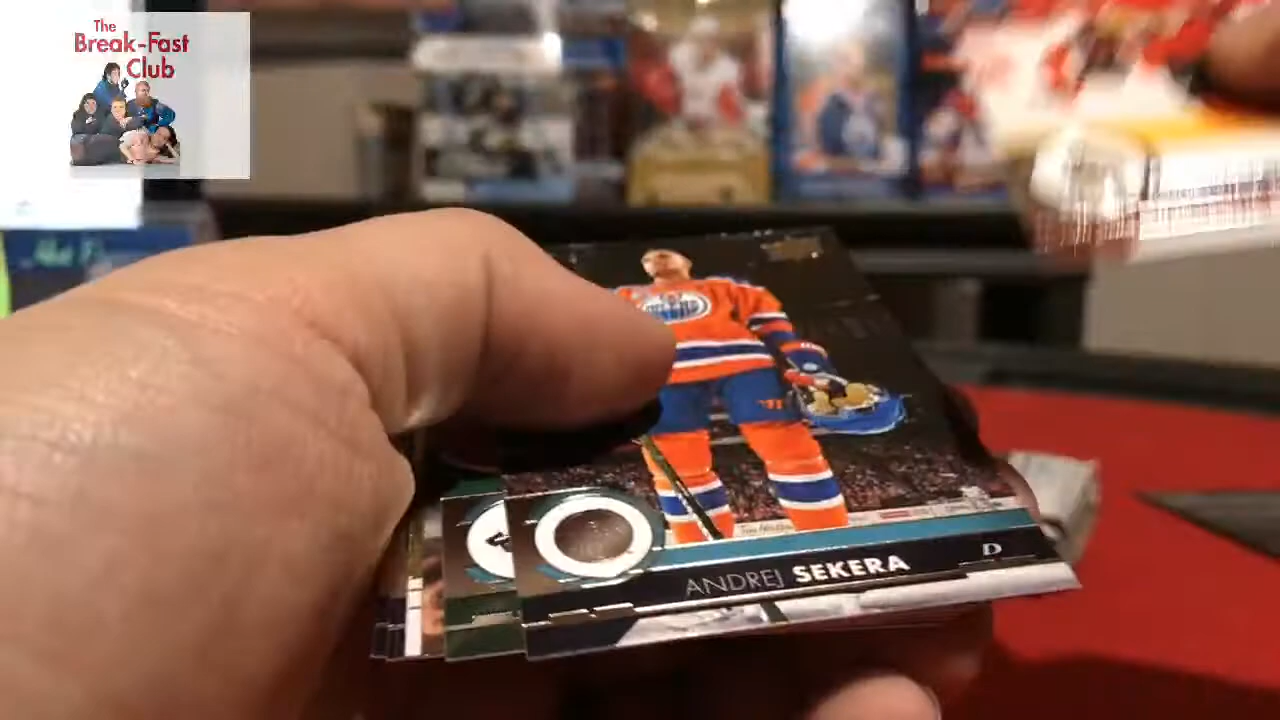 The
Break-Fast
Club
ANDREJ SEKERA
D